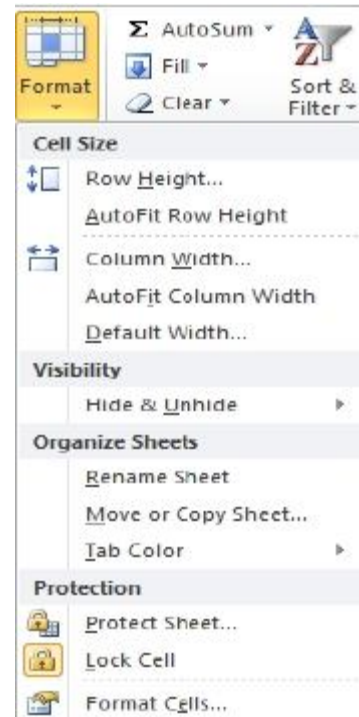 Format
Σ AutoSum
Fill
Clear
Sort &
Filter
Cell Size
Row Height...
AutoFit Row Height
Column Width...
AutoFit Column Width
Default Width...
Visibility
Hide & Unhide
Organize Sheets
Rename Sheet
Move or Copy Sheet...
Tab Color
Protection
Protect Sheet...
Lock Cell
Format Cells...